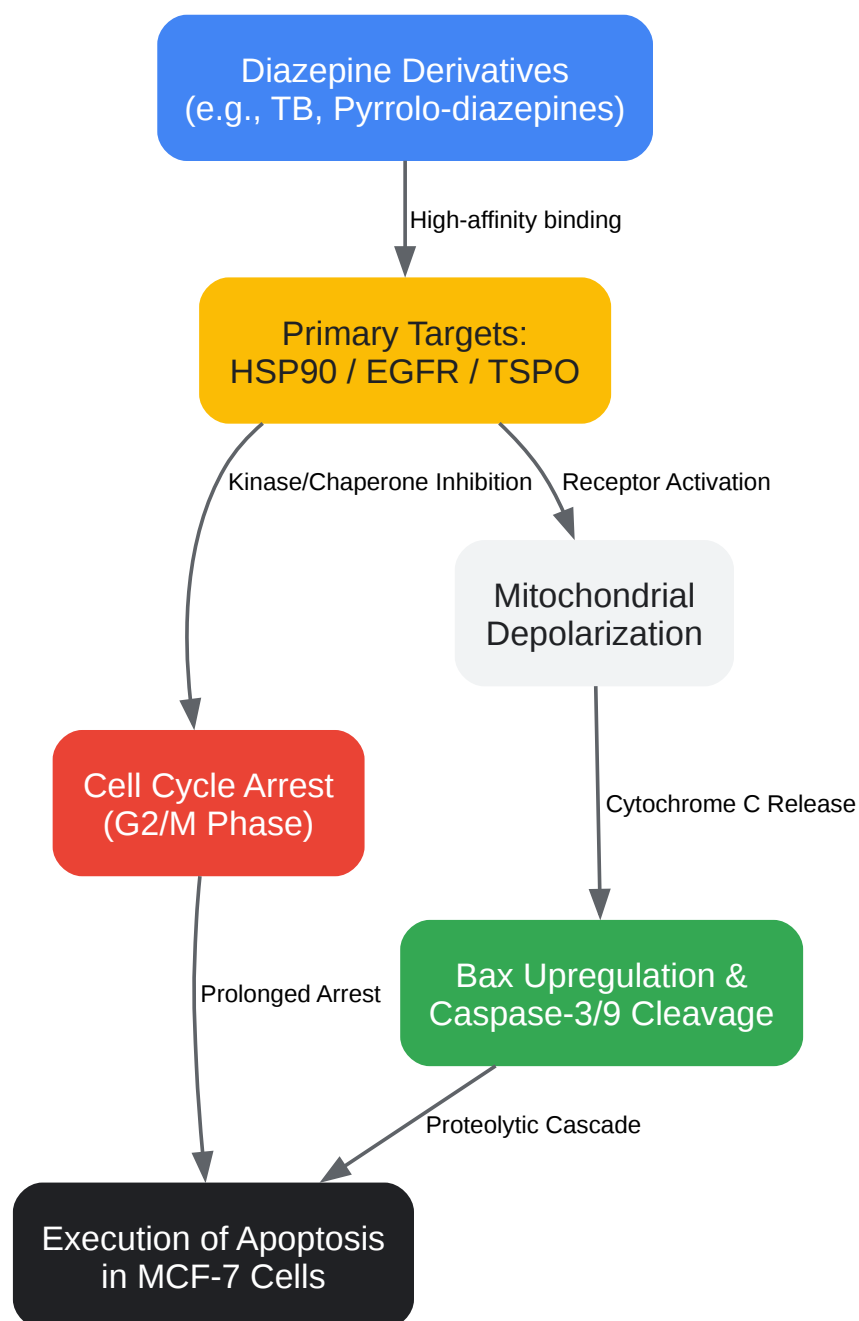 Diazepine Derivatives
(e.g., TB, Pyrrolo-diazepines)
High-affinity binding
Primary Targets:
HSP90 / EGFR / TSPO
Kinase/Chaperone Inhibition
Receptor Activation
Mitochondrial
Depolarization
Cell Cycle Arrest
(G2/M Phase)
Cytochrome C Release
Bax Upregulation &
Caspase-3/9 Cleavage
Prolonged Arrest
Proteolytic Cascade
Execution of Apoptosis
in MCF-7 Cells